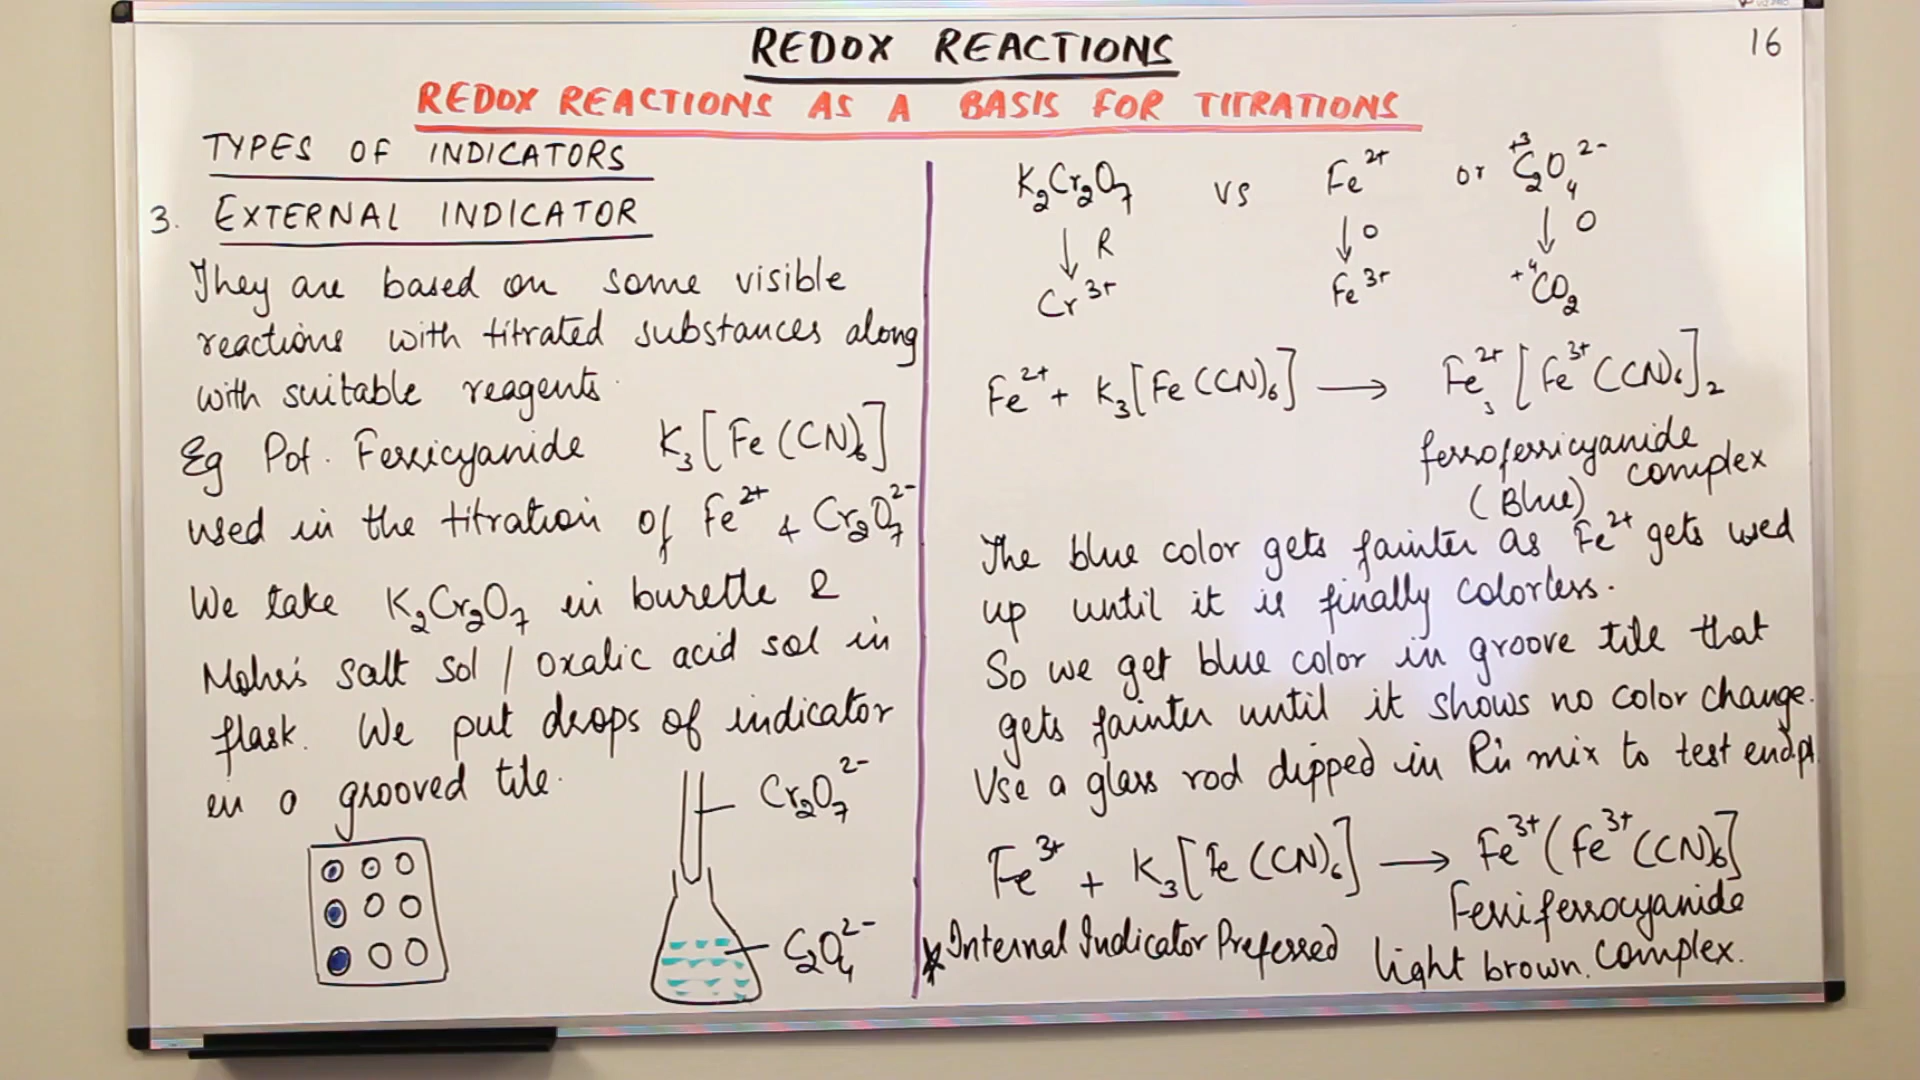 REDOX REACTIONS
16
REDOX REACTIONS AS A BASIS FOR TITRATIONS
TYPES OF INDICATORS
3. EXTERNAL INDICATOR
They are based on some visible
reactions with titrated substances along
with suitable reagents.
Eg Pot. Ferricyanide K₃[Fe(CN)₆]
used in the titration of Fe²⁺ & Cr₂O₇²⁻
We take K₂Cr₂O₇ in burette &
Mohr's salt sol / oxalic acid sol in
flask. We put drops of indicator
in a grooved tile.
Cr₂O₇²⁻
C₂O₄²⁻
K₂Cr₂O₇ vs Fe²⁺ or ⁺³C₂O₄²⁻
↓ R ↓ O ↓ O
Cr³⁺ Fe³⁺ ⁺⁴CO₂
Fe²⁺ + K₃[Fe(CN)₆] → Fe₃²⁺[Fe³⁺(CN)₆]₂
ferroferricyanide
complex
(Blue)
The blue color gets fainter as Fe²⁺ gets used
up until it is finally colorless.
So we get blue color in groove tile that
gets fainter until it shows no color change.
Use a glass rod dipped in Rn mix to test endpt.
Fe³⁺ + K₃[Fe(CN)₆] → Fe³⁺(Fe³⁺(CN)₆]
Ferriferrocyanide
light brown. complex.
* Internal Indicator Preferred